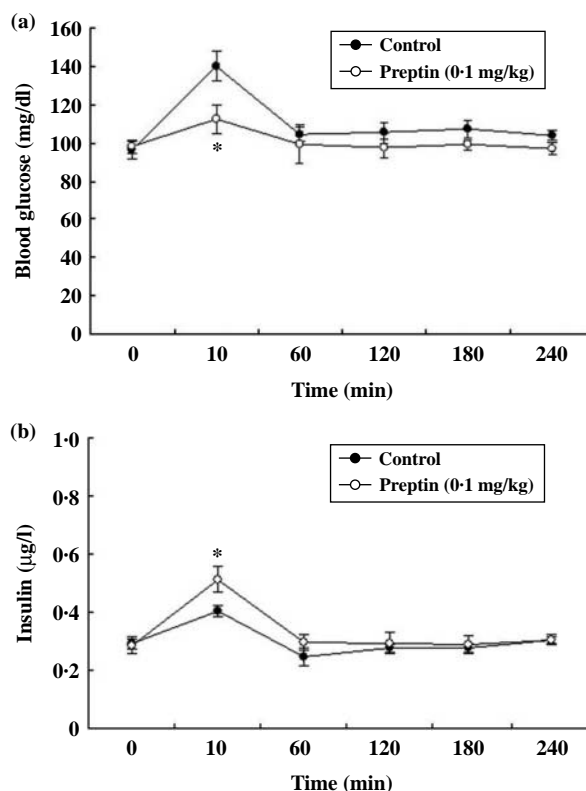 (a)
160
140
120
100
80
60
40
20
0
Blood glucose (mg/dl)
Control
Preptin (0·1 mg/kg)
*
0 10 60 120 180 240
Time (min)
(b)
1·0
0·8
0·6
0·4
0·2
0
Insulin (μg/l)
Control
Preptin (0·1 mg/kg)
*
0 10 60 120 180 240
Time (min)